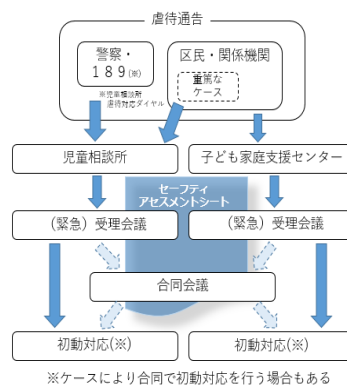 虐待通告
警察・
１８９(※)
※児童相談所
虐待対応ダイヤル
区民・関係機関
重篤な
ケース
児童相談所
子ども家庭支援センター
セーフティ
アセスメントシート
（緊急）受理会議
（緊急）受理会議
合同会議
初動対応(※)
初動対応(※)
※ケースにより合同で初動対応を行う場合もある